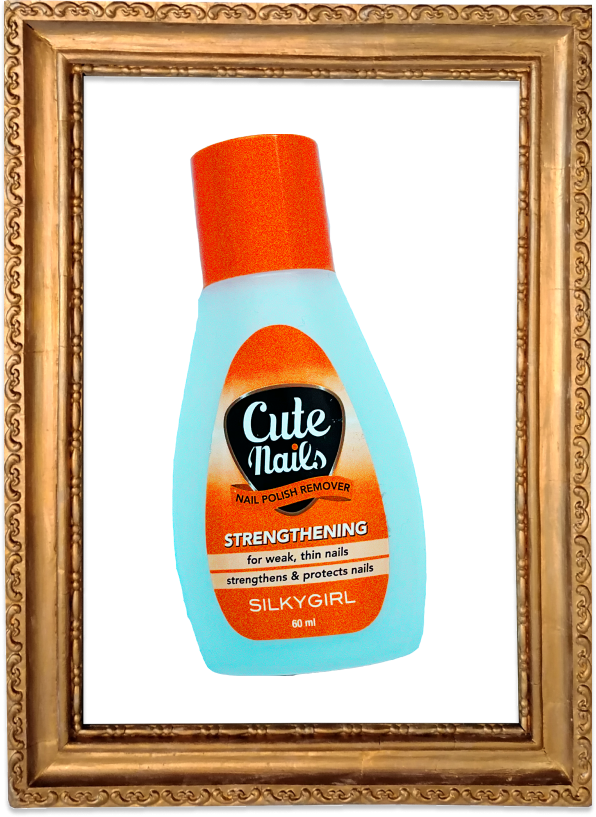 Cute
Nails
NAIL POLISH REMOVER
STRENGTHENING
for weak, thin nails
strengthens & protects nails
SILKYGIRL
60 ml